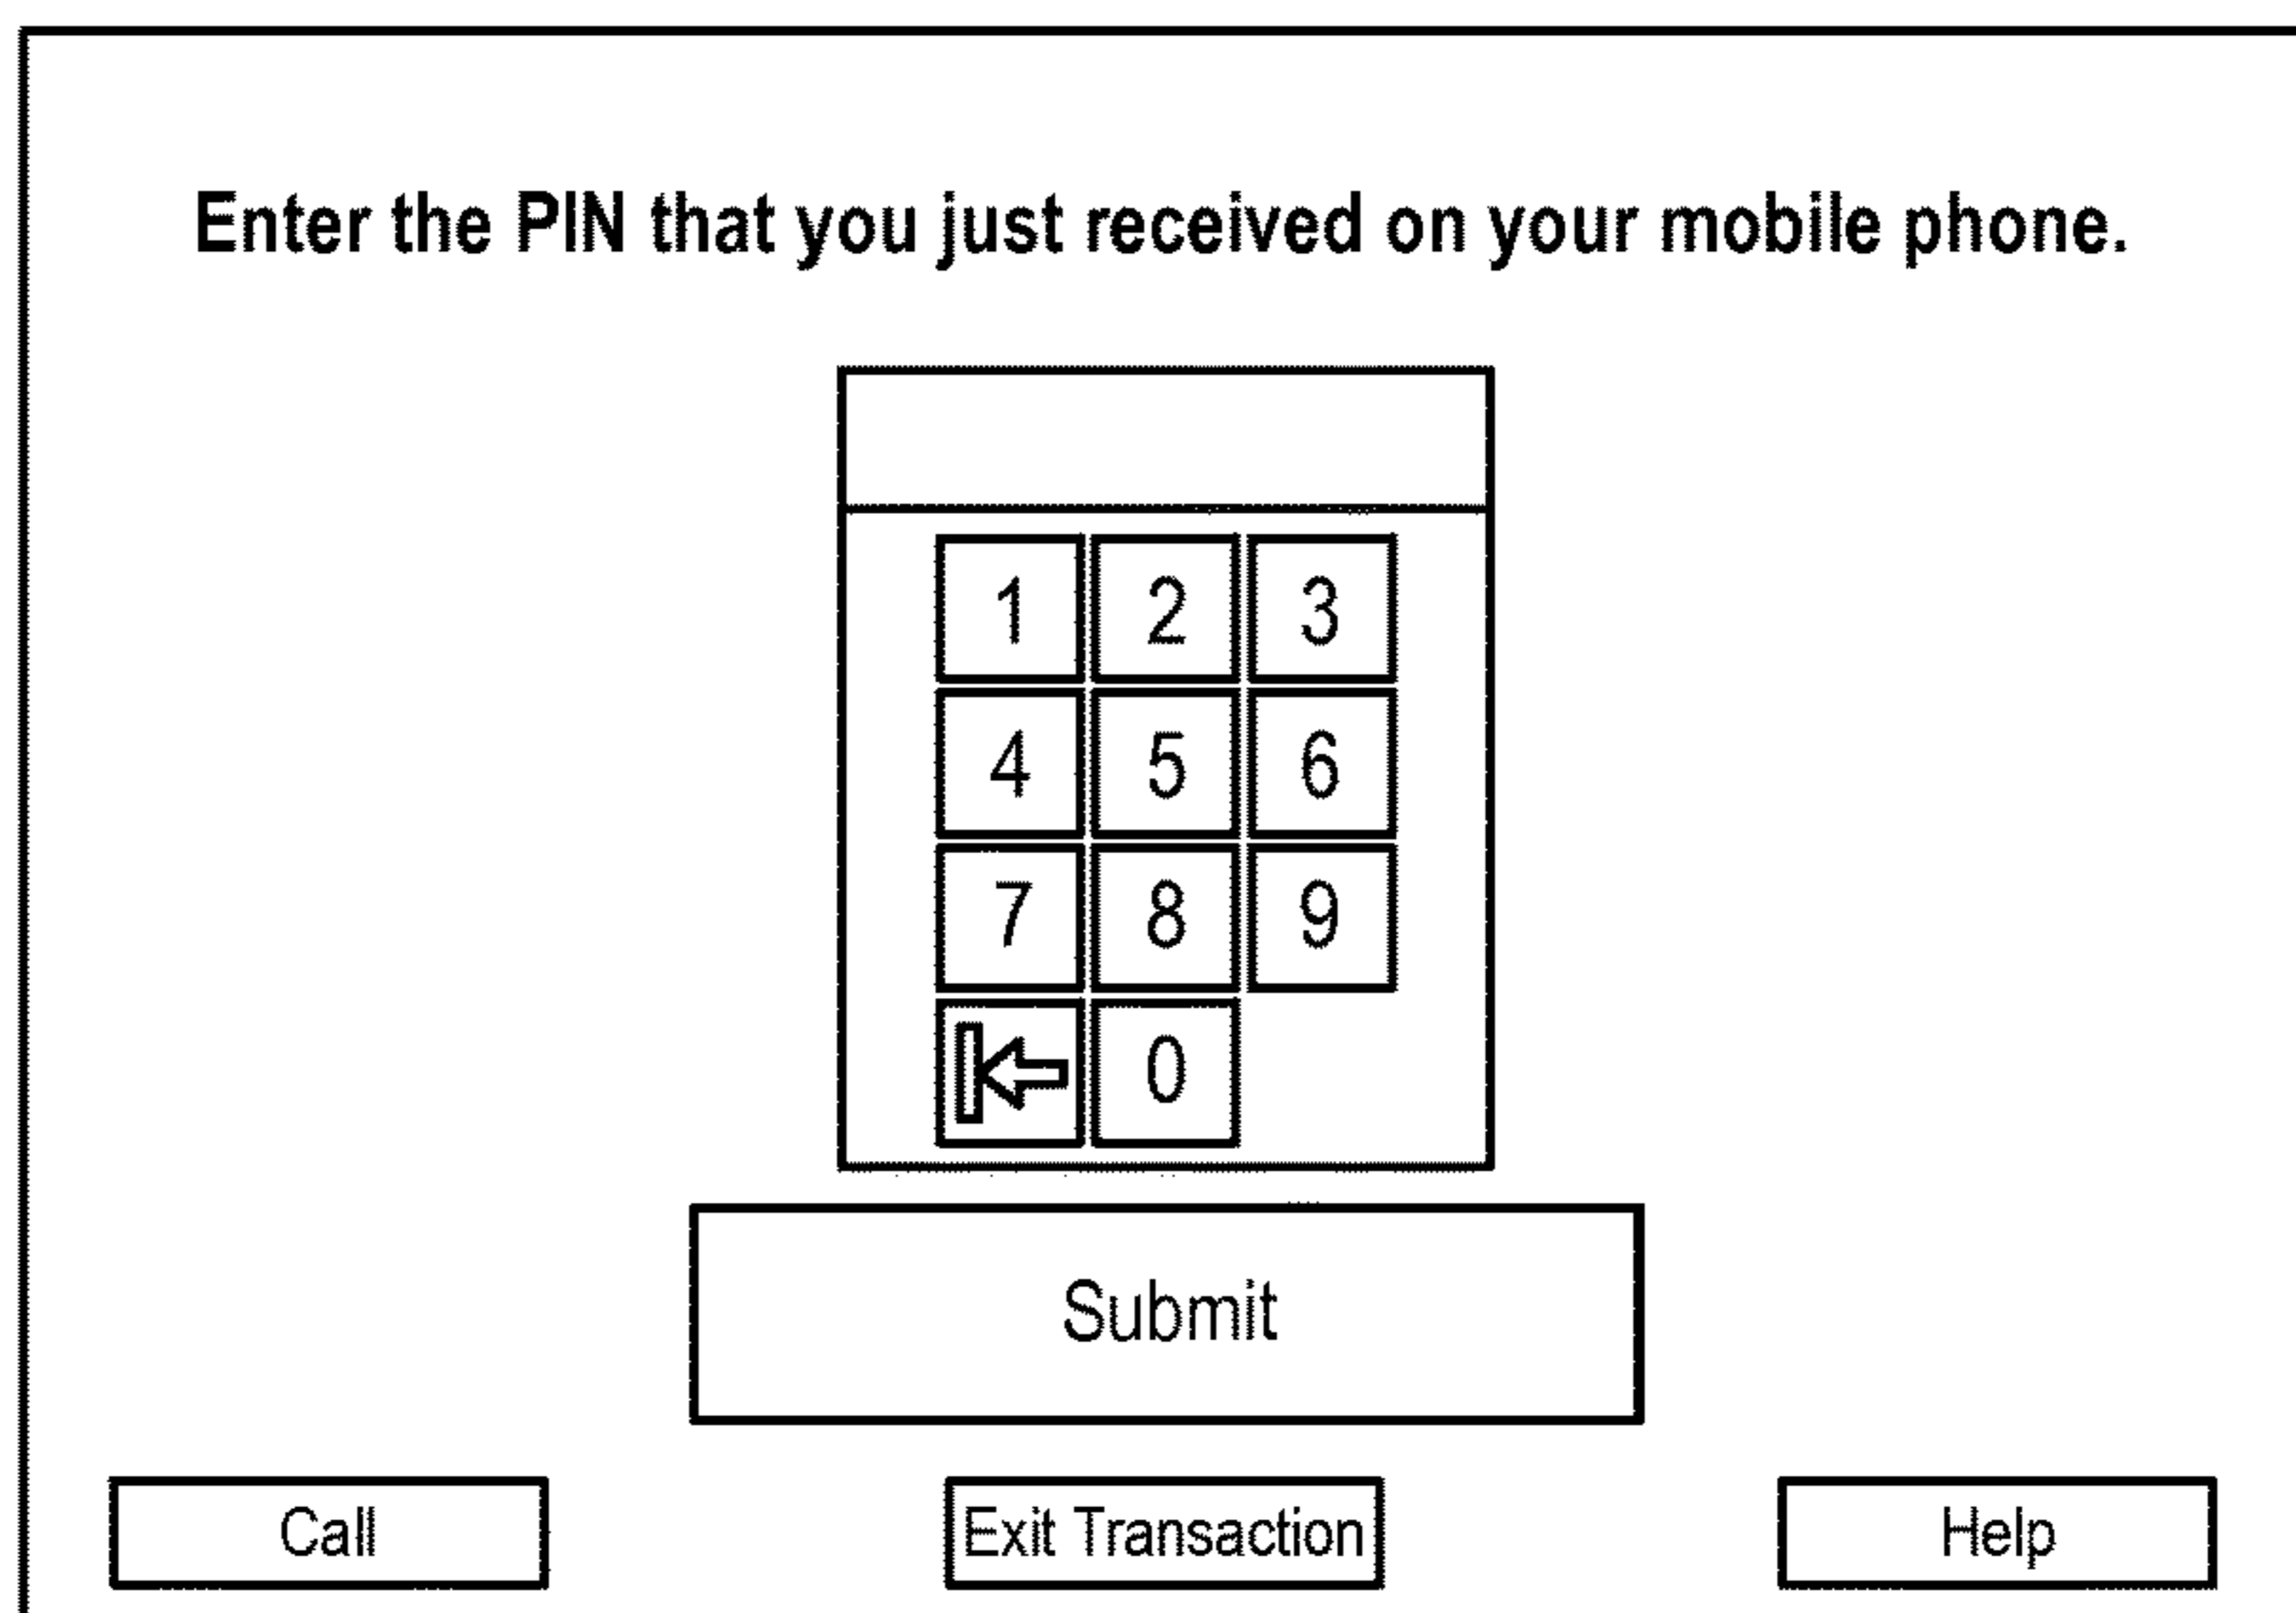 Enter the PIN that you just received on your mobile phone.
1 2 3
4 5 6
7 8 9
0
Submit
Call Exit Transaction Help